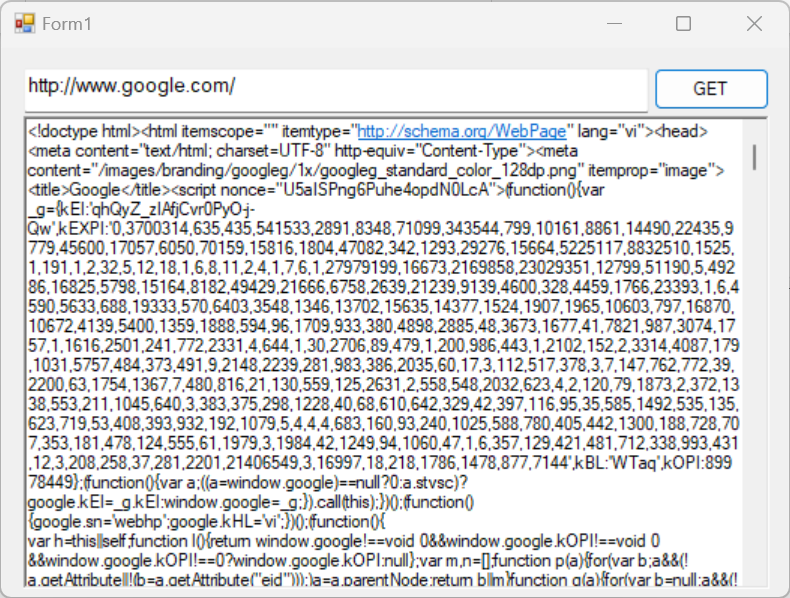 Form1
http://www.google.com/
GET
<!doctype html><html itemscope="" itemtype="http://schema.org/WebPage" lang="vi"><head>
<meta content="text/html; charset=UTF-8" http-equiv="Content-Type"><meta
content="/images/branding/googleg/1x/googleg_standard_color_128dp.png" itemprop="image">
<title>Google</title><script nonce="U5aISPng6Puhe4opdN0LcA">(function(){var
_g={kEI:'qhQyZ_zIAfjCvr0PyO-j-
Qw',kEXPI:'0,3700314,635,435,541533,2891,8348,71099,343544,799,10161,8861,14490,22435,9
779,45600,17057,6050,70159,15816,1804,47082,342,1293,29276,15664,5225117,8832510,1525,
1,191,1,2,32,5,12,18,1,6,8,11,2,4,1,7,6,1,27979199,16673,2169858,23029351,12799,51190,5,492
86,16825,5798,15164,8182,49429,21666,6758,2639,21239,9139,4600,328,4459,1766,23393,1,6,4
590,5633,688,19333,570,6403,3548,1346,13702,15635,14377,1524,1907,1965,10603,797,16870,
10672,4139,5400,1359,1888,594,96,1709,933,380,4898,2885,48,3673,1677,41,7821,987,3074,17
57,1,1616,2501,241,772,2331,4,644,1,30,2706,89,479,1,200,986,443,1,2102,152,2,3314,4087,179
,1031,5757,484,373,491,9,2148,2239,281,983,386,2035,60,17,3,112,517,378,3,7,147,762,772,39,
2200,63,1754,1367,7,480,816,21,130,559,125,2631,2,558,548,2032,623,4,2,120,79,1873,2,372,13
38,553,211,1045,640,3,383,375,298,1228,40,68,610,642,329,42,397,116,95,35,585,1492,535,135,
623,719,53,408,393,932,192,1079,5,4,4,4,683,160,93,240,1025,588,780,405,442,1300,188,728,70
7,353,181,478,124,555,61,1979,3,1984,42,1249,94,1060,47,1,6,357,129,421,481,712,338,993,431
,12,3,208,258,37,281,2201,21406549,3,16997,18,218,1786,1478,877,7144',kBL:'WTaq',kOPI:899
78449};(function(){var a;((a=window.google)==null?0:a.stvsc)?
google.kEI=_g.kEI:window.google=_g;}).call(this);})();(function()
{google.sn='webhp';google.kHL='vi';})();(function(){
var h=this||self;function l(){return window.google!==void 0&&window.google.kOPI!==void 0
&&window.google.kOPI!==0?window.google.kOPI:null};var m,n=[];function p(a){for(var b;a&&(!
a.getAttribute||!(b=a.getAttribute("eid")));)a=a.parentNode;return b||m}function q(a){for(var b=null;a&&(!